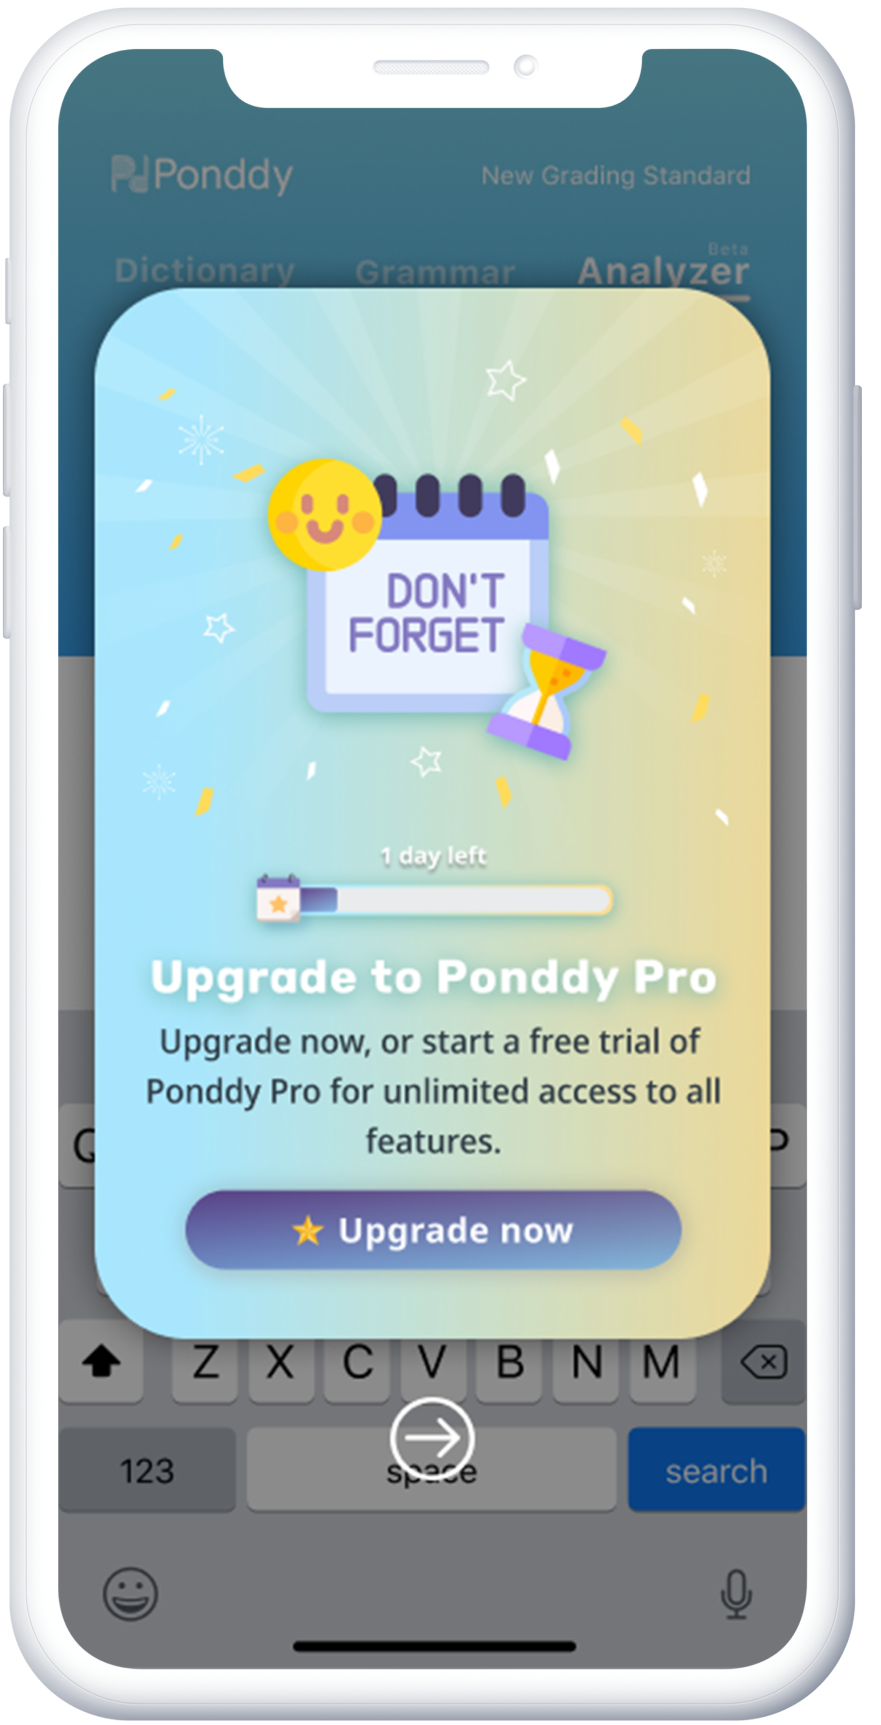 Ponddy
New Grading Standard
Beta
Dictionary Grammar Analyzer
DON'T
FORGET
1 day left
Upgrade to Ponddy Pro
Upgrade now, or start a free trial of
Ponddy Pro for unlimited access to all
features.
Upgrade now
Q P
Z X C V B N M
123 space search